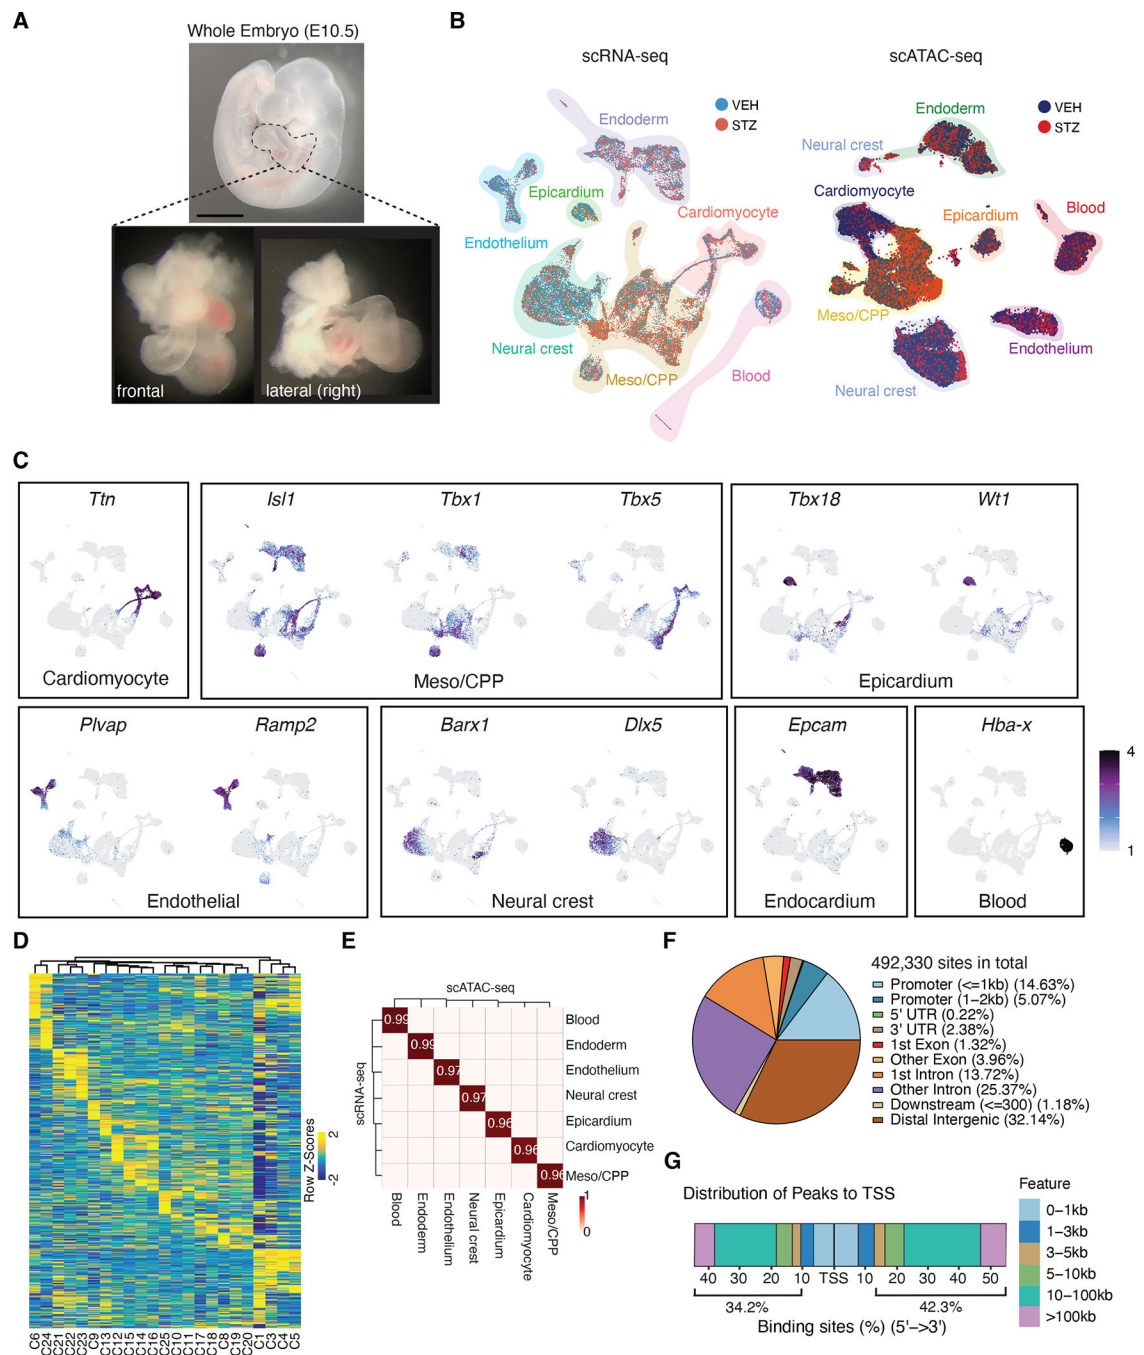 A
Whole Embryo (E10.5)
frontal
lateral (right)
B
scRNA-seq
scATAC-seq
VEH
STZ
Endoderm
Epicardium
Cardiomyocyte
Endothelium
Neural crest
Meso/CPP
Blood
VEH
STZ
Endoderm
Neural crest
Cardiomyocyte
Epicardium
Blood
Meso/CPP
Endothelium
Neural crest
C
Ttn
Isl1
Tbx1
Tbx5
Tbx18
Wt1
Cardiomyocyte
Meso/CPP
Epicardium
Plvap
Ramp2
Barx1
Dlx5
Epcam
Hba-x
Endothelial
Neural crest
Endocardium
Blood
4
1
D
Row Z-Scores
2
-2
C6
C24
C21
C22
C23
C9
C13
C12
C15
C14
C16
C25
C10
C11
C17
C18
C8
C19
C20
C1
C3
C4
C5
E
scATAC-seq
scRNA-seq
0.99
Blood
0.99
Endoderm
0.97
Endothelium
0.97
Neural crest
0.96
Epicardium
0.96
Cardiomyocyte
0.96
Meso/CPP
Blood
Endoderm
Endothelium
Neural crest
Epicardium
Cardiomyocyte
Meso/CPP
1
0
F
492,330 sites in total
Promoter (<=1kb) (14.63%)
Promoter (1-2kb) (5.07%)
5' UTR (0.22%)
3' UTR (2.38%)
1st Exon (1.32%)
Other Exon (3.96%)
1st Intron (13.72%)
Other Intron (25.37%)
Downstream (<=300) (1.18%)
Distal Intergenic (32.14%)
G
Distribution of Peaks to TSS
40 30 20 10 TSS 10 20 30 40 50
34.2%
42.3%
Binding sites (%) (5'->3')
Feature
0-1kb
1-3kb
3-5kb
5-10kb
10-100kb
>100kb